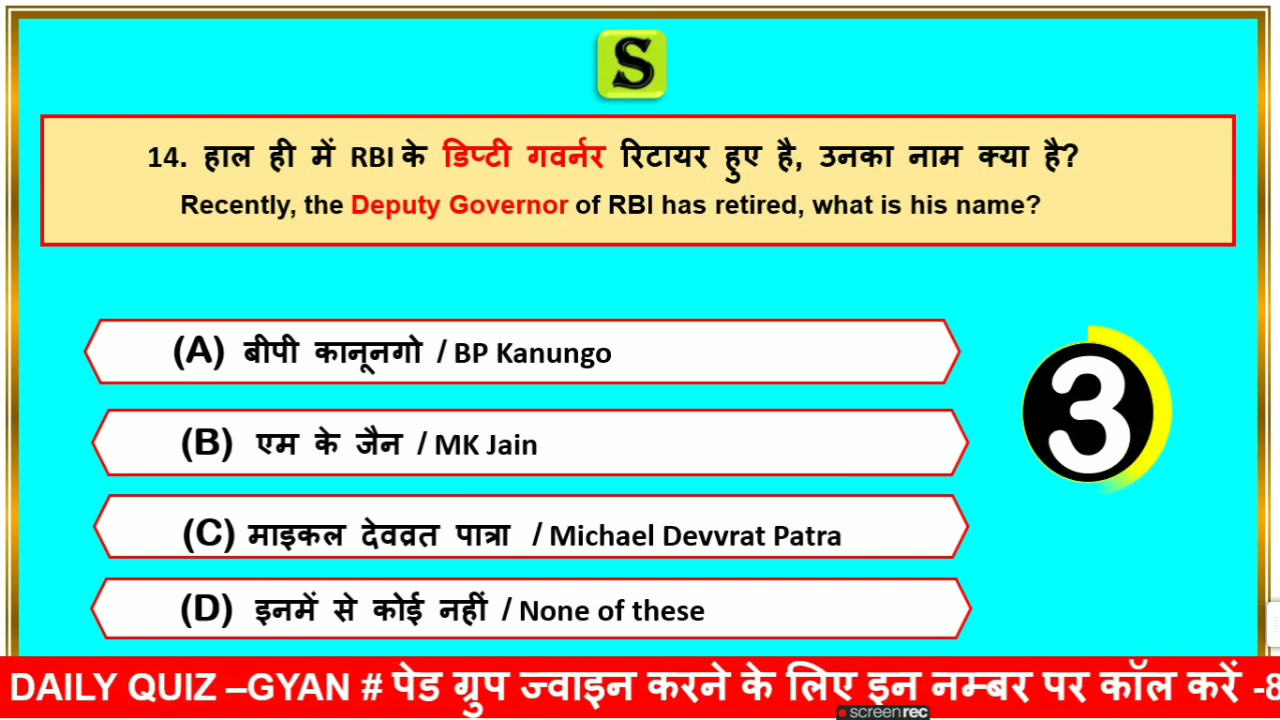 S
14. हाल ही में RBI के डिप्टी गवर्नर रिटायर हुए है, उनका नाम क्या है?
Recently, the Deputy Governor of RBI has retired, what is his name?
(A) बीपी कानूनगो / BP Kanungo
3
(B) एम के जैन / MK Jain
(C) माइकल देवव्रत पात्रा / Michael Devvrat Patra
(D) इनमें से कोई नहीं / None of these
DAILY QUIZ –GYAN # पेड ग्रुप ज्वाइन करने के लिए इन नम्बर पर कॉल करें -8
screenrec